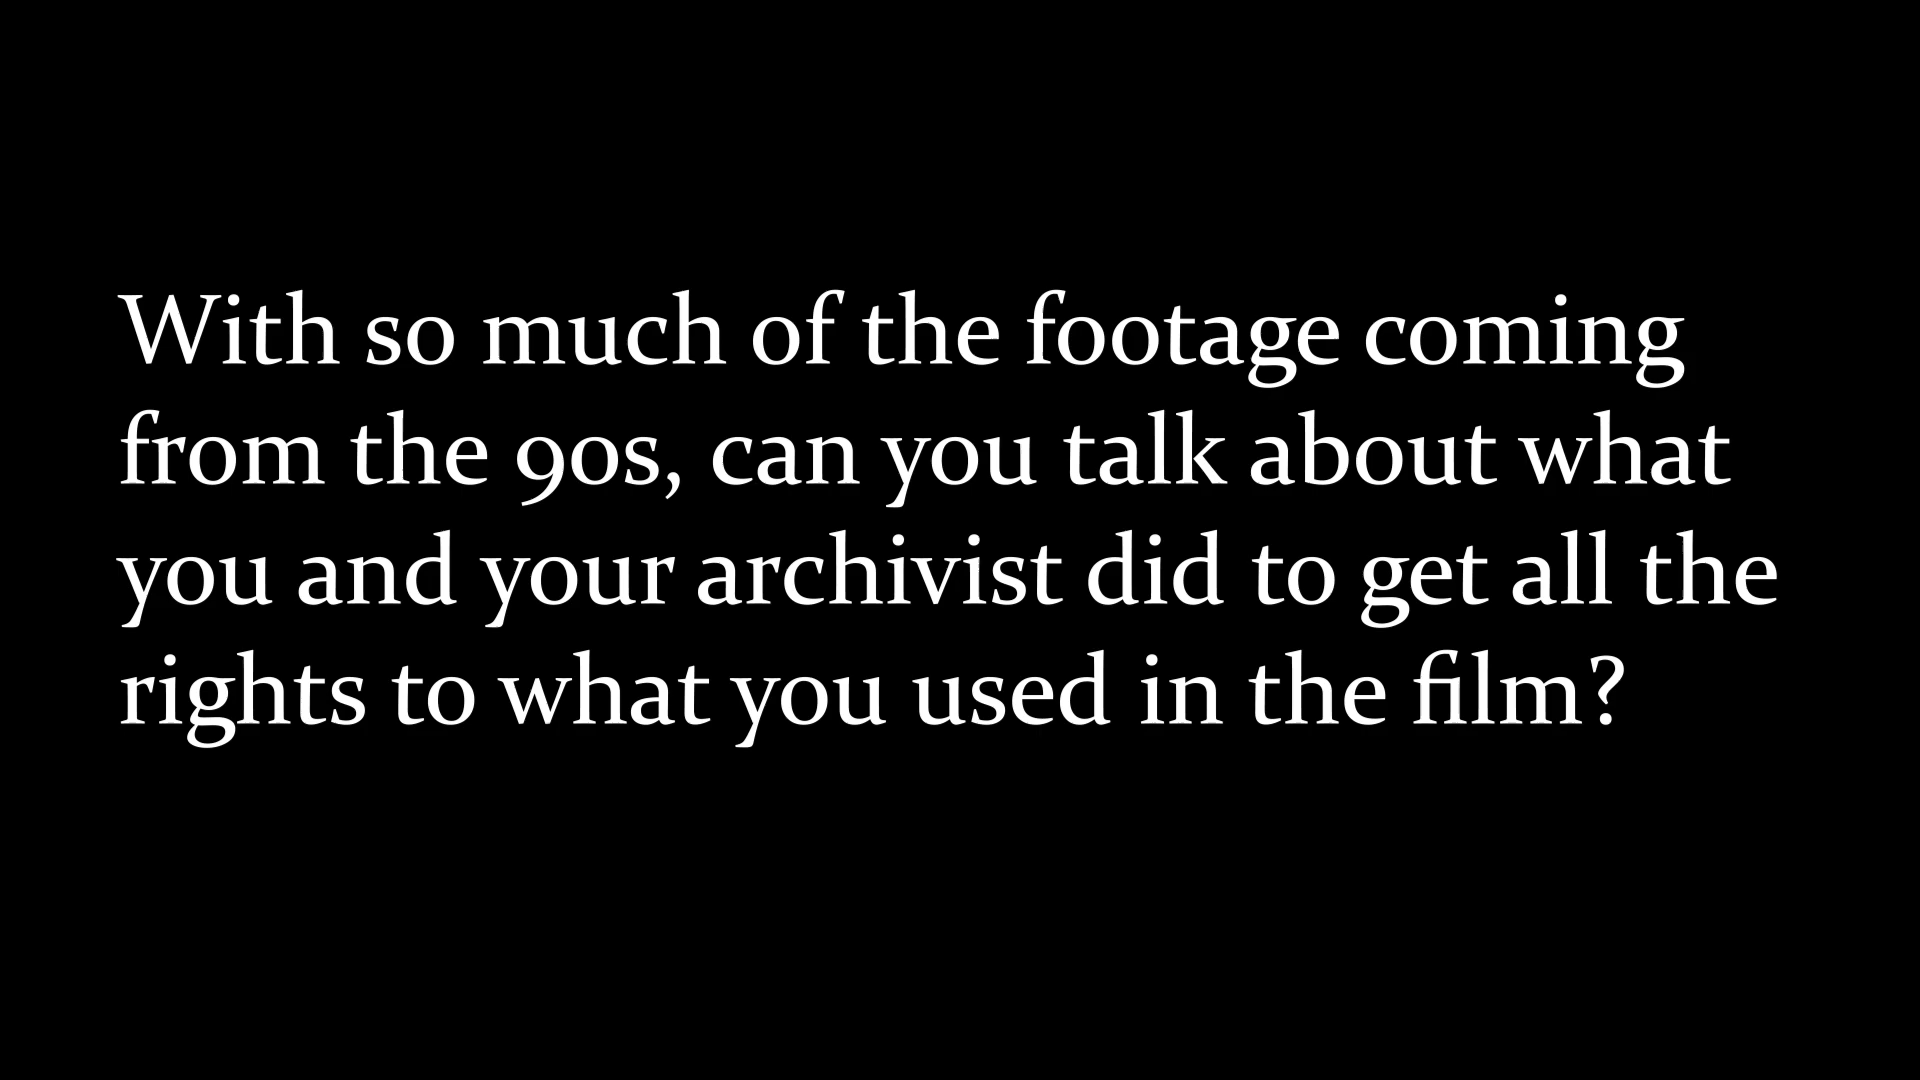 With so much of the footage coming
from the 90s, can you talk about what
you and your archivist did to get all the
rights to what you used in the film?